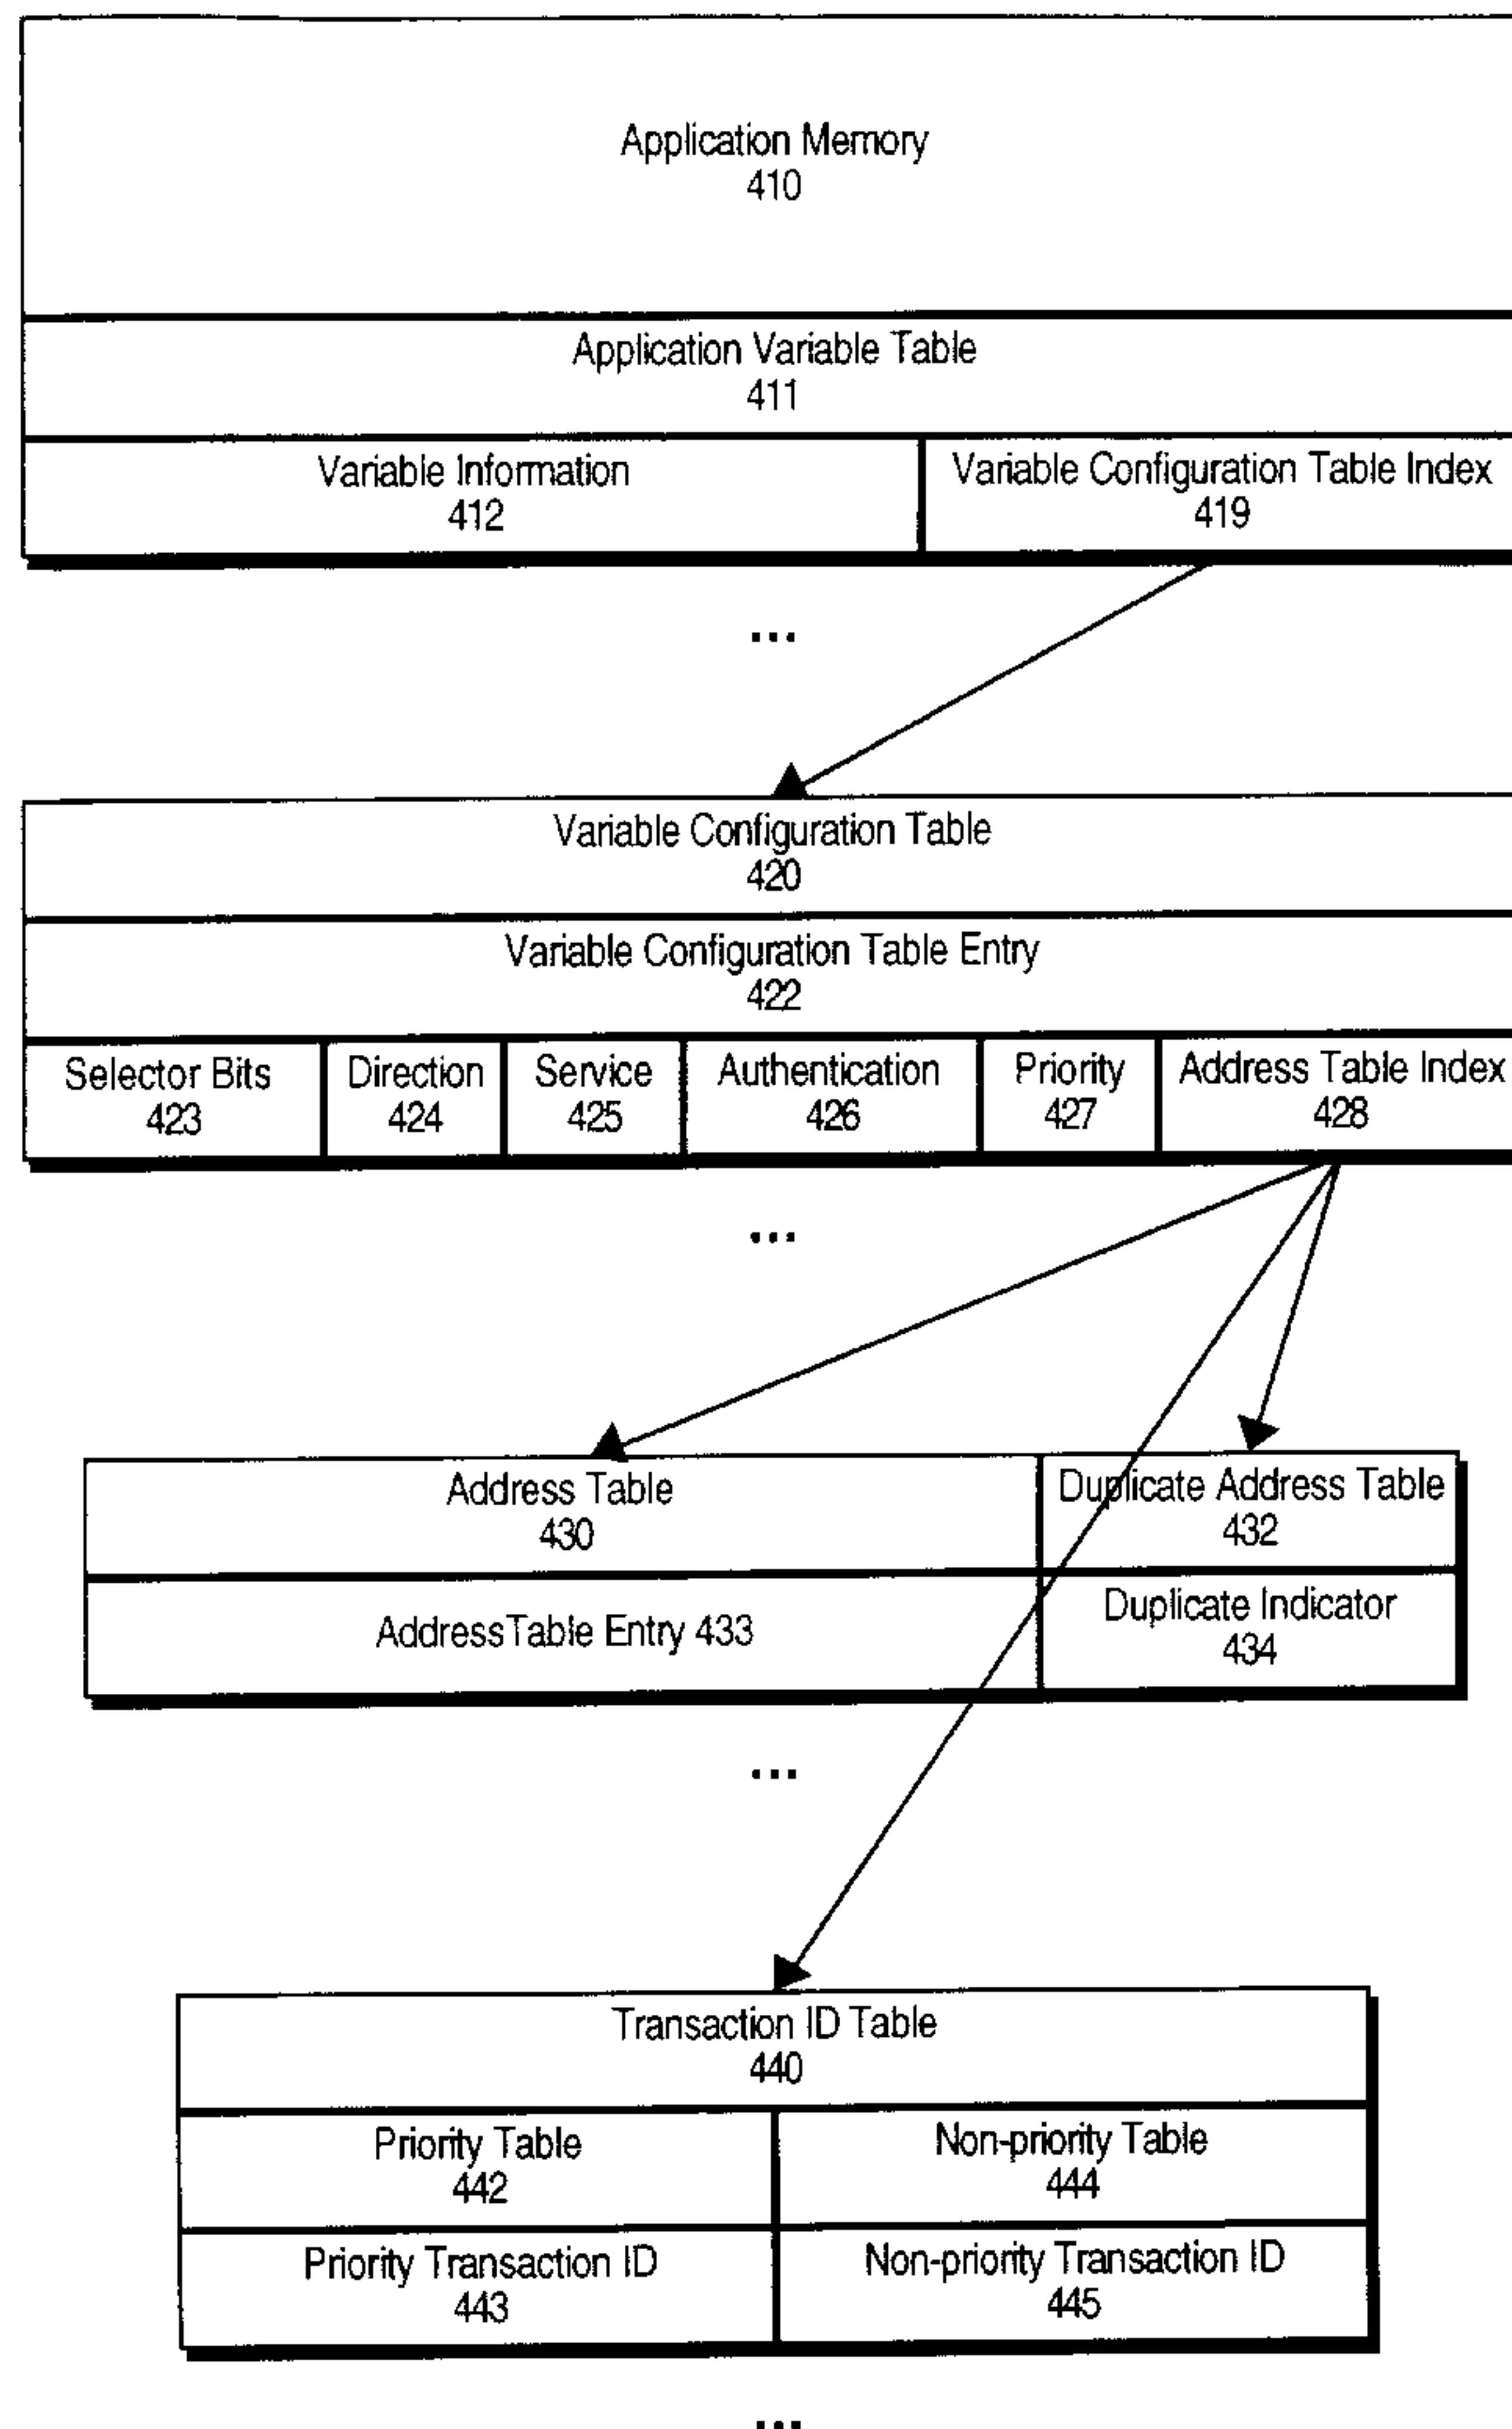 Application Memory
410
Application Variable Table
411
Variable Information
412
Variable Configuration Table Index
419
...
Variable Configuration Table
420
Variable Configuration Table Entry
422
Selector Bits
423
Direction
424
Service
425
Authentication
426
Priority
427
Address Table Index
428
...
Address Table
430
Duplicate Address Table
432
AddressTable Entry 433
Duplicate Indicator
434
...
Transaction ID Table
440
Priority Table
442
Non-priority Table
444
Priority Transaction ID
443
Non-priority Transaction ID
445
...